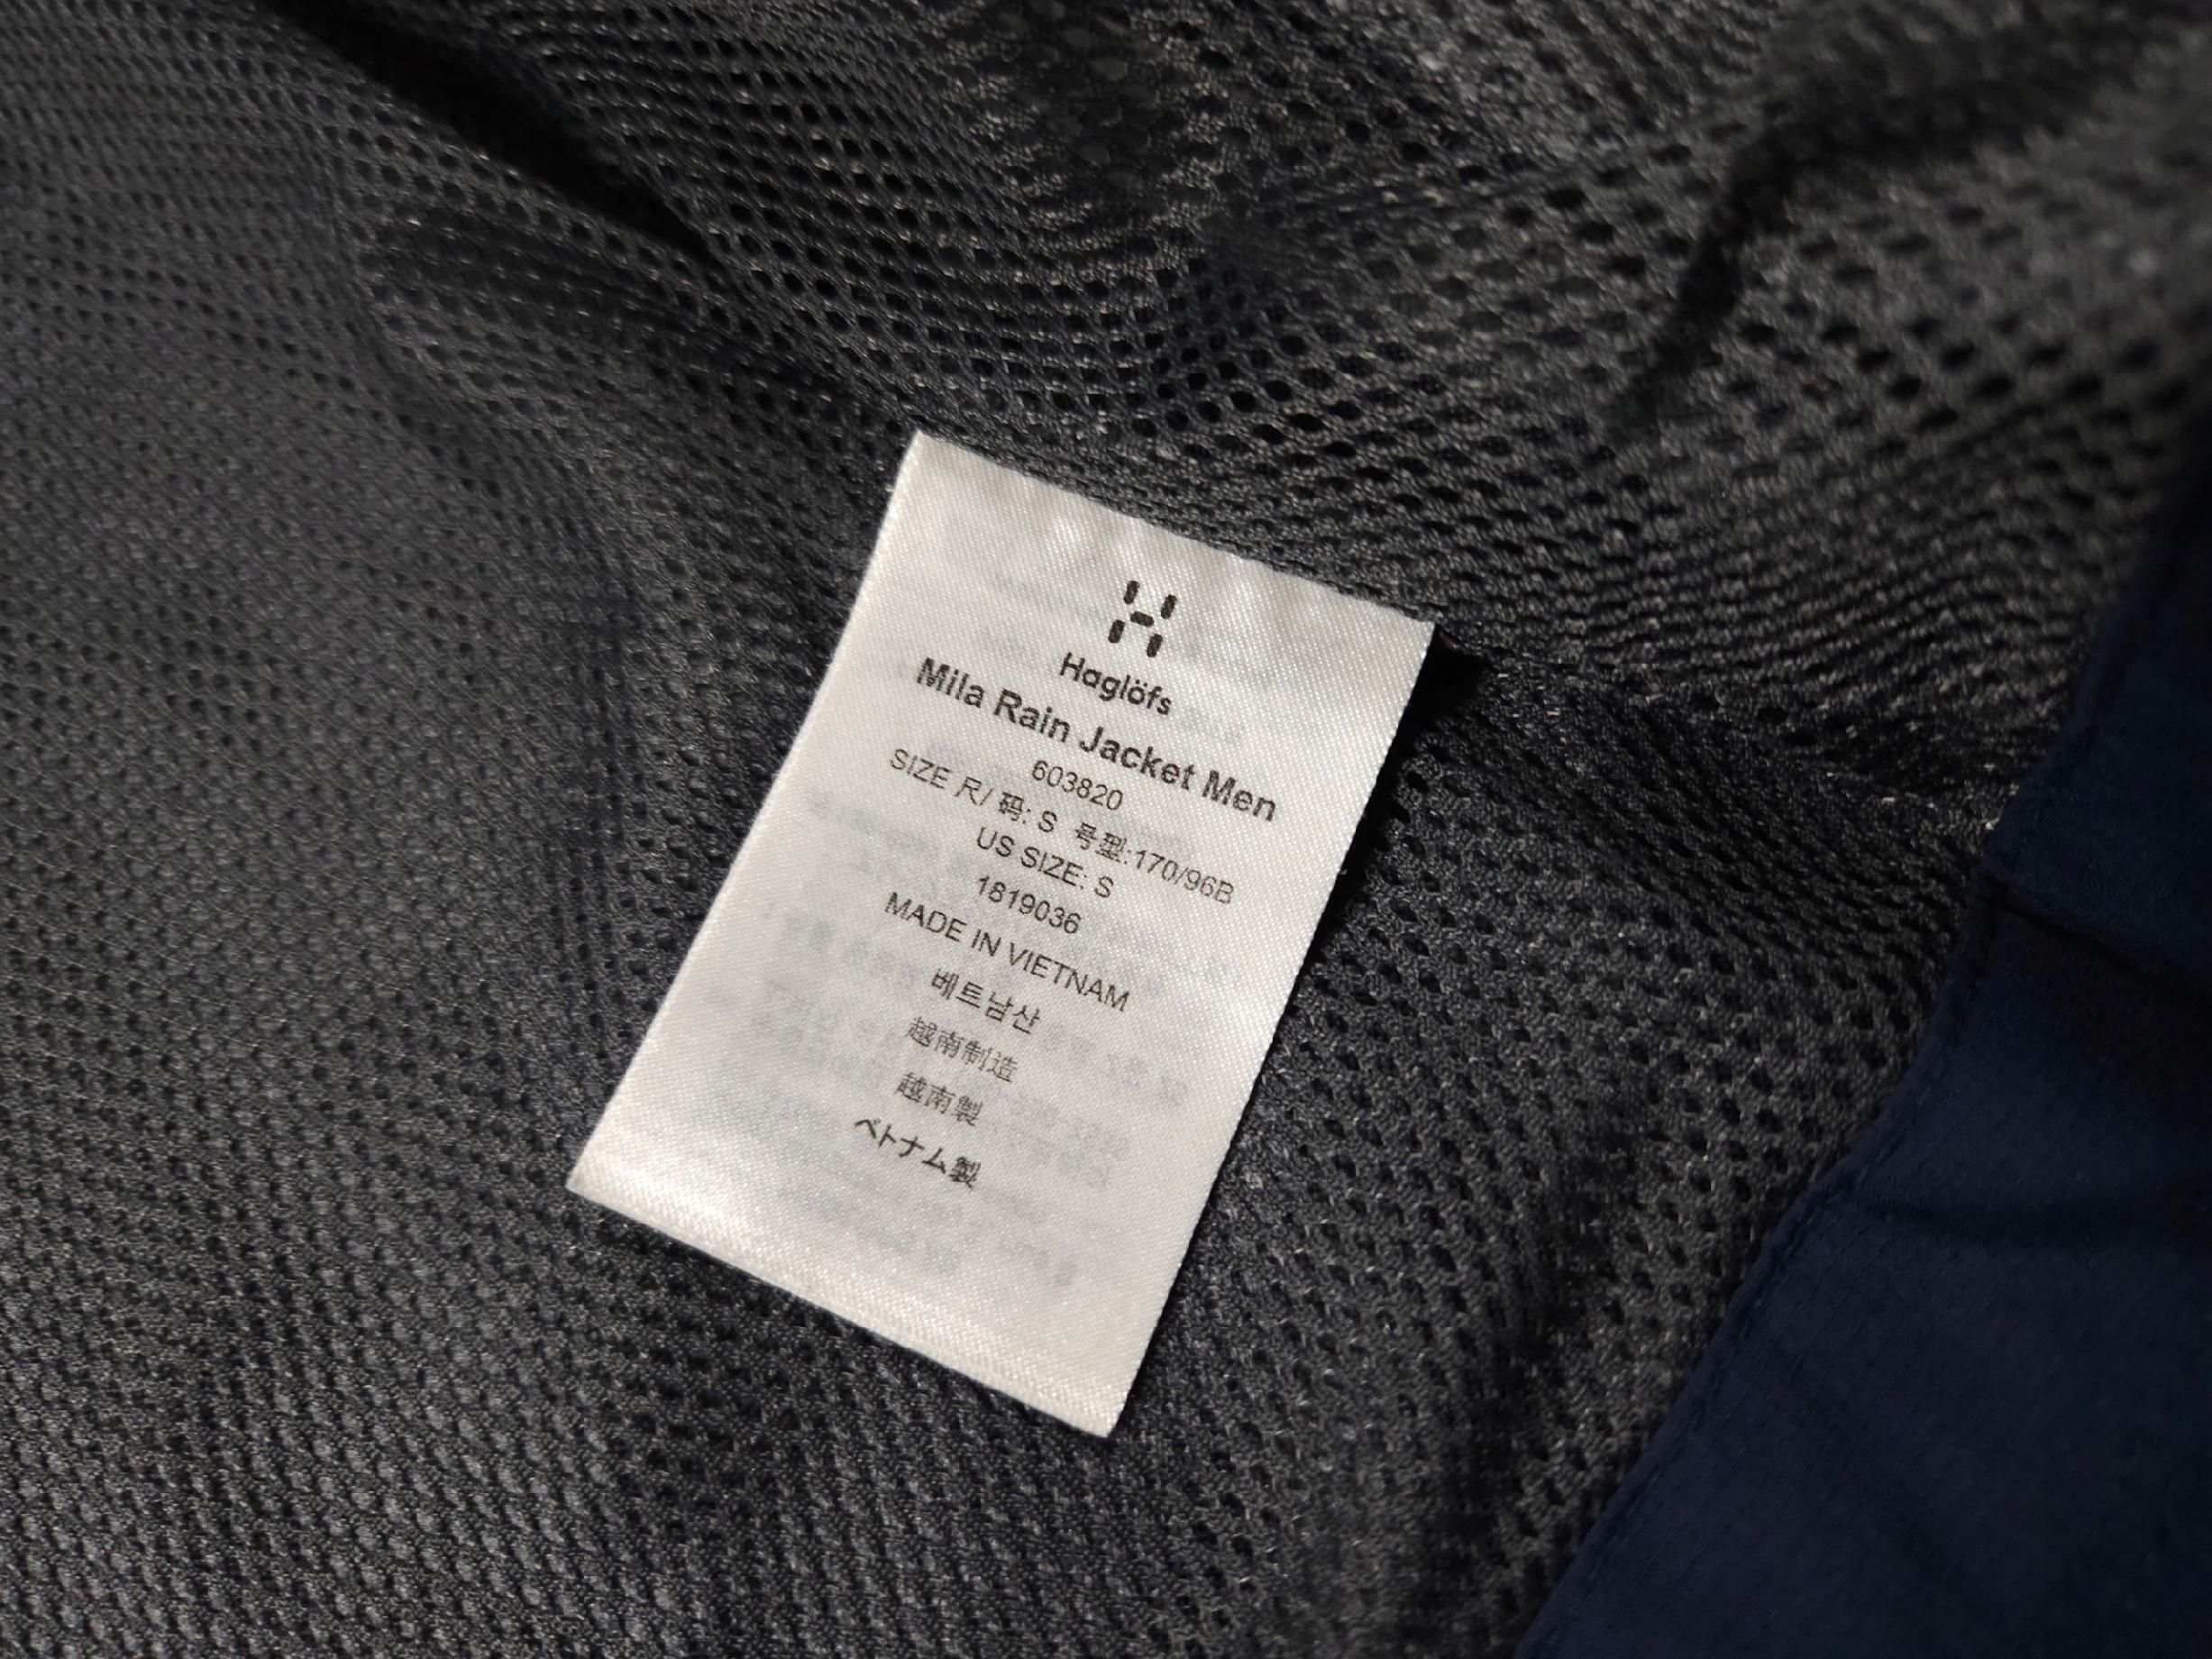 Haglöfs
Mila Rain Jacket Men
603820
SIZE 尺/ 码: S 号型:170/96B
US SIZE: S
1819036
MADE IN VIETNAM
베트남산
越南制造
越南製
ベトナム製